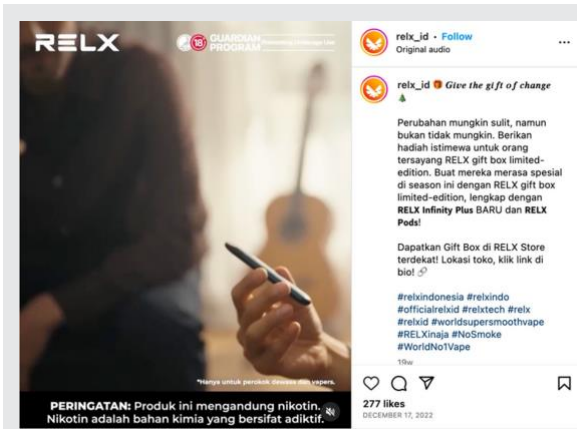 RELX
18+
GUARDIAN
PROGRAM
relx_id • Follow
Original audio
relx_id 🎁 Give the gift of change
🎄
Perubahan mungkin sulit, namun
bukan tidak mungkin. Berikan
hadiah istimewa untuk orang
tersayang RELX gift box limited-
edition. Buat mereka merasa spesial
di season ini dengan RELX gift box
limited-edition, lengkap dengan
RELX Infinity Plus BARU dan RELX
Pods!
Dapatkan Gift Box di RELX Store
terdekat! Lokasi toko, klik link di
bio! 🔗
#relxindonesia #relxindo
#officialrelxid #relxtech #relx
#relxid #worldsupersmoothvape
#RELXinaja #NoSmoke
#WorldNo1Vape
19w
*Hanya untuk perokok dewasa dan vapers.
PERINGATAN: Produk ini mengandung nikotin.
Nikotin adalah bahan kimia yang bersifat adiktif.
277 likes
DECEMBER 17, 2022